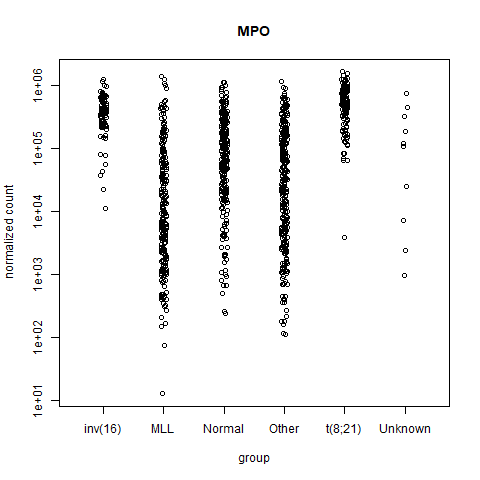 MPO
normalized count
1e+06
1e+05
1e+04
1e+03
1e+02
1e+01
inv(16) MLL Normal Other t(8;21) Unknown
group